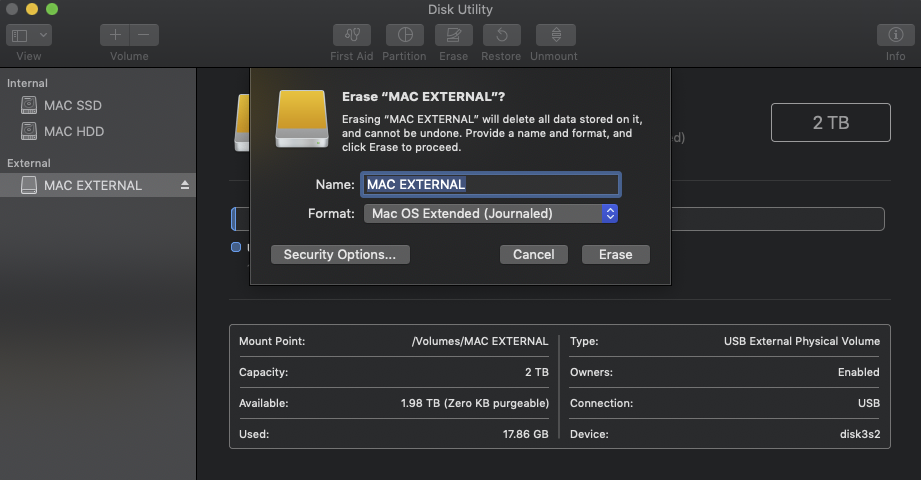 Disk Utility
View
Volume
First Aid
Partition
Erase
Restore
Unmount
Info
Internal
MAC SSD
MAC HDD
External
MAC EXTERNAL
Erase “MAC EXTERNAL”?
Erasing “MAC EXTERNAL” will delete all data stored on it,
and cannot be undone. Provide a name and format, and
click Erase to proceed.
2 TB
Name: MAC EXTERNAL
Format: Mac OS Extended (Journaled)
Security Options...
Cancel
Erase
Mount Point: /Volumes/MAC EXTERNAL
Type: USB External Physical Volume
Capacity: 2 TB
Owners: Enabled
Available: 1.98 TB (Zero KB purgeable)
Connection: USB
Used: 17.86 GB
Device: disk3s2